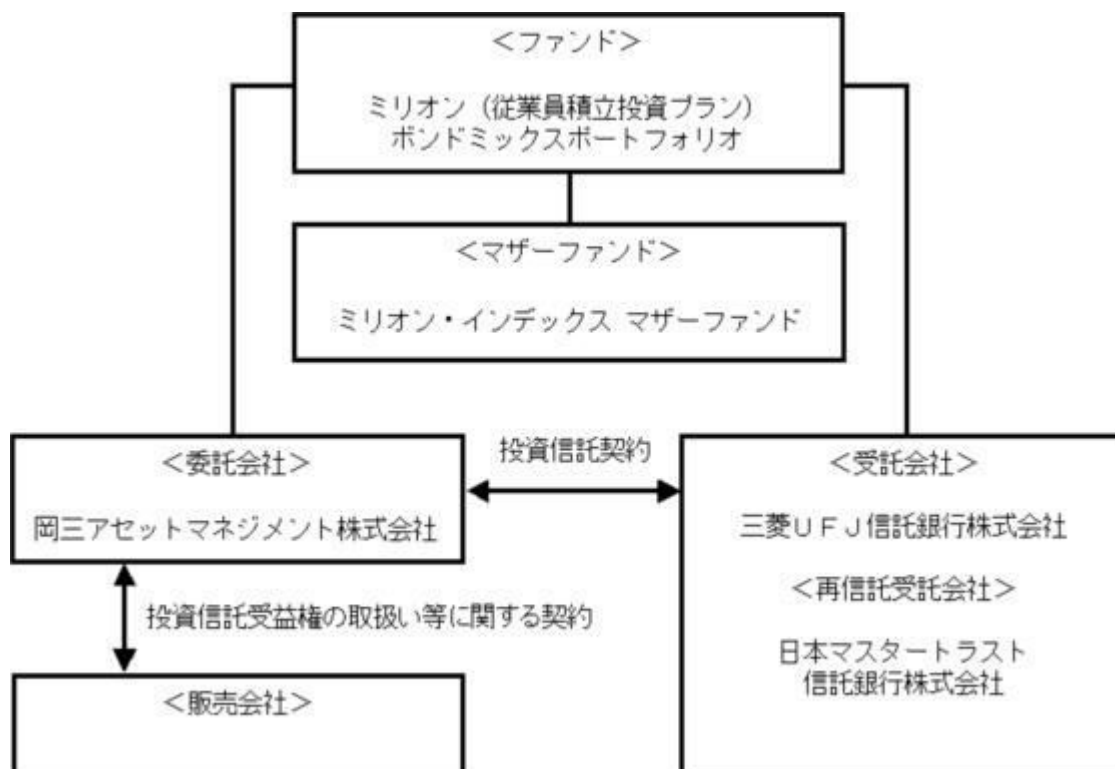 ＜ファンド＞
ミリオン（従業員積立投資プラン）
ボンドミックスポートフォリオ
＜マザーファンド＞
ミリオン・インデックス マザーファンド
＜委託会社＞
岡三アセットマネジメント株式会社
投資信託契約
＜受託会社＞
三菱ＵＦＪ信託銀行株式会社
＜再信託受託会社＞
日本マスタートラスト
信託銀行株式会社
投資信託受益権の取扱い等に関する契約
＜販売会社＞